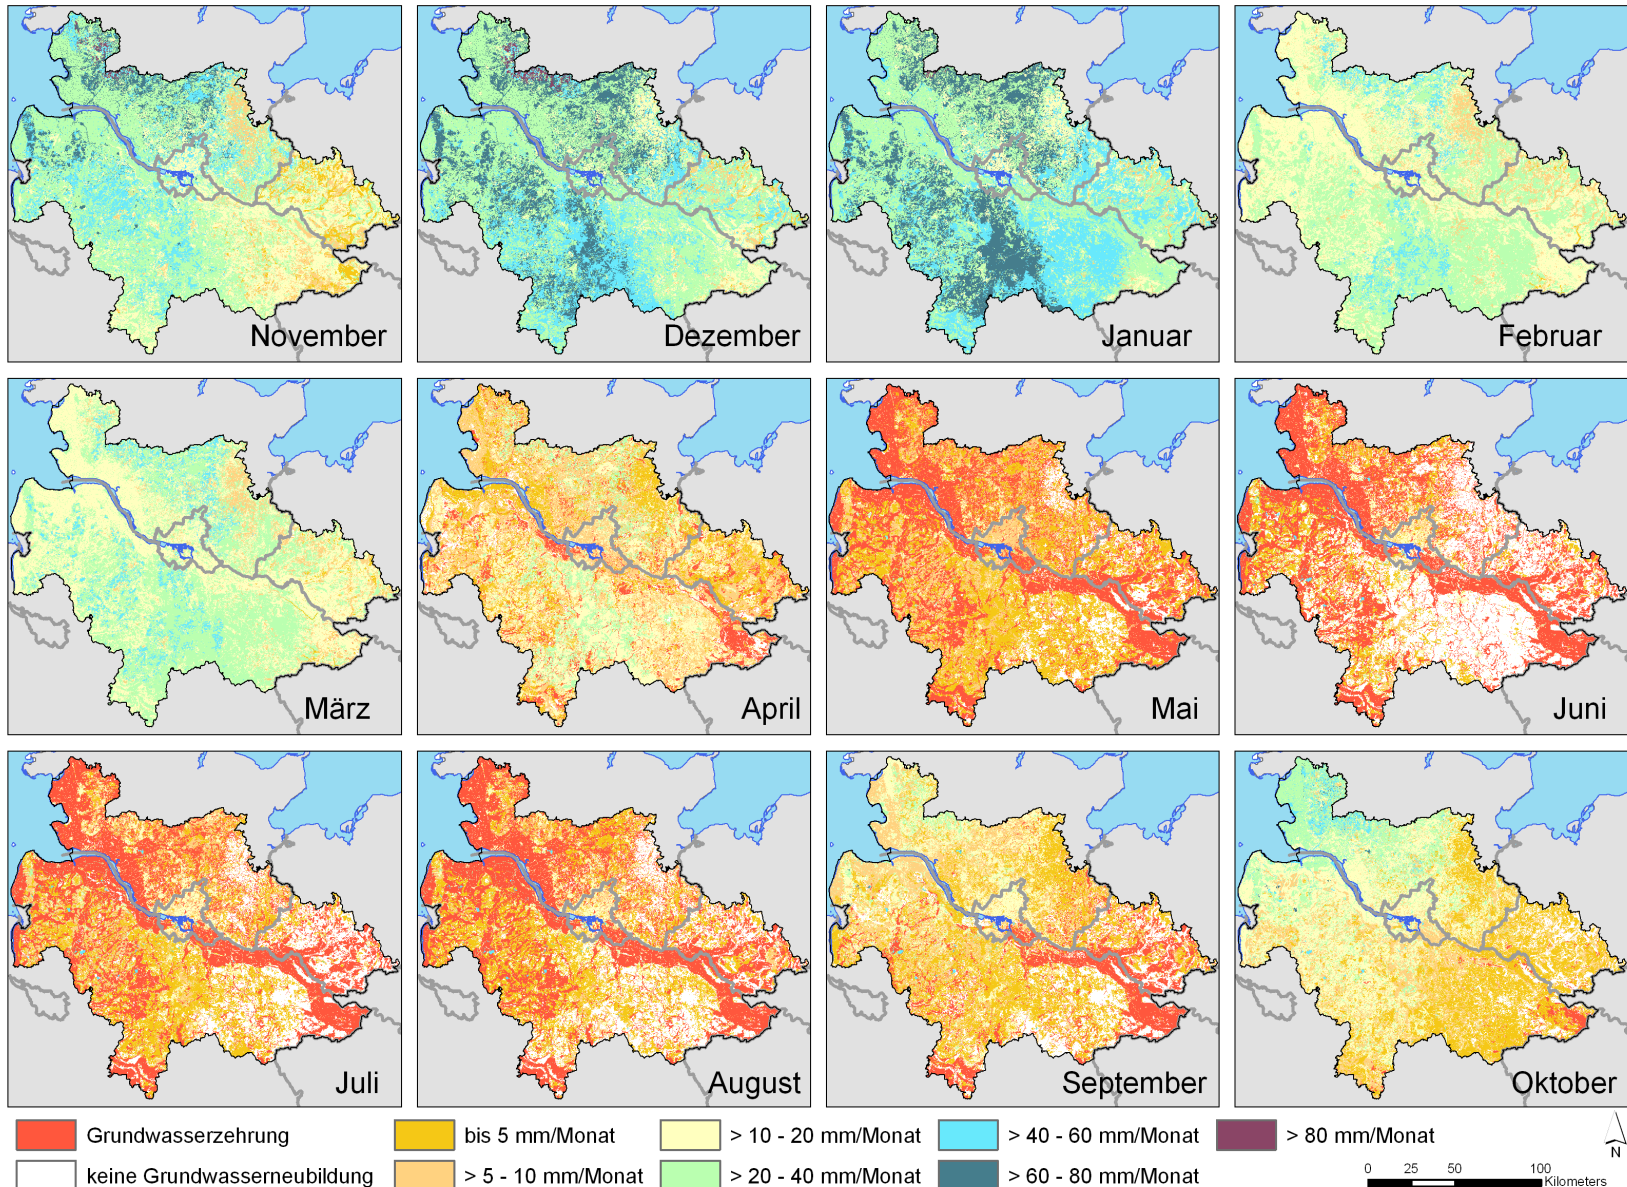 November
Dezember
Januar
Februar
März
April
Mai
Juni
Juli
August
September
Oktober
Grundwasserzehrung
bis 5 mm/Monat
> 10 - 20 mm/Monat
> 40 - 60 mm/Monat
> 80 mm/Monat
keine Grundwasserneubildung
> 5 - 10 mm/Monat
> 20 - 40 mm/Monat
> 60 - 80 mm/Monat
N
0 25 50 100
Kilometers